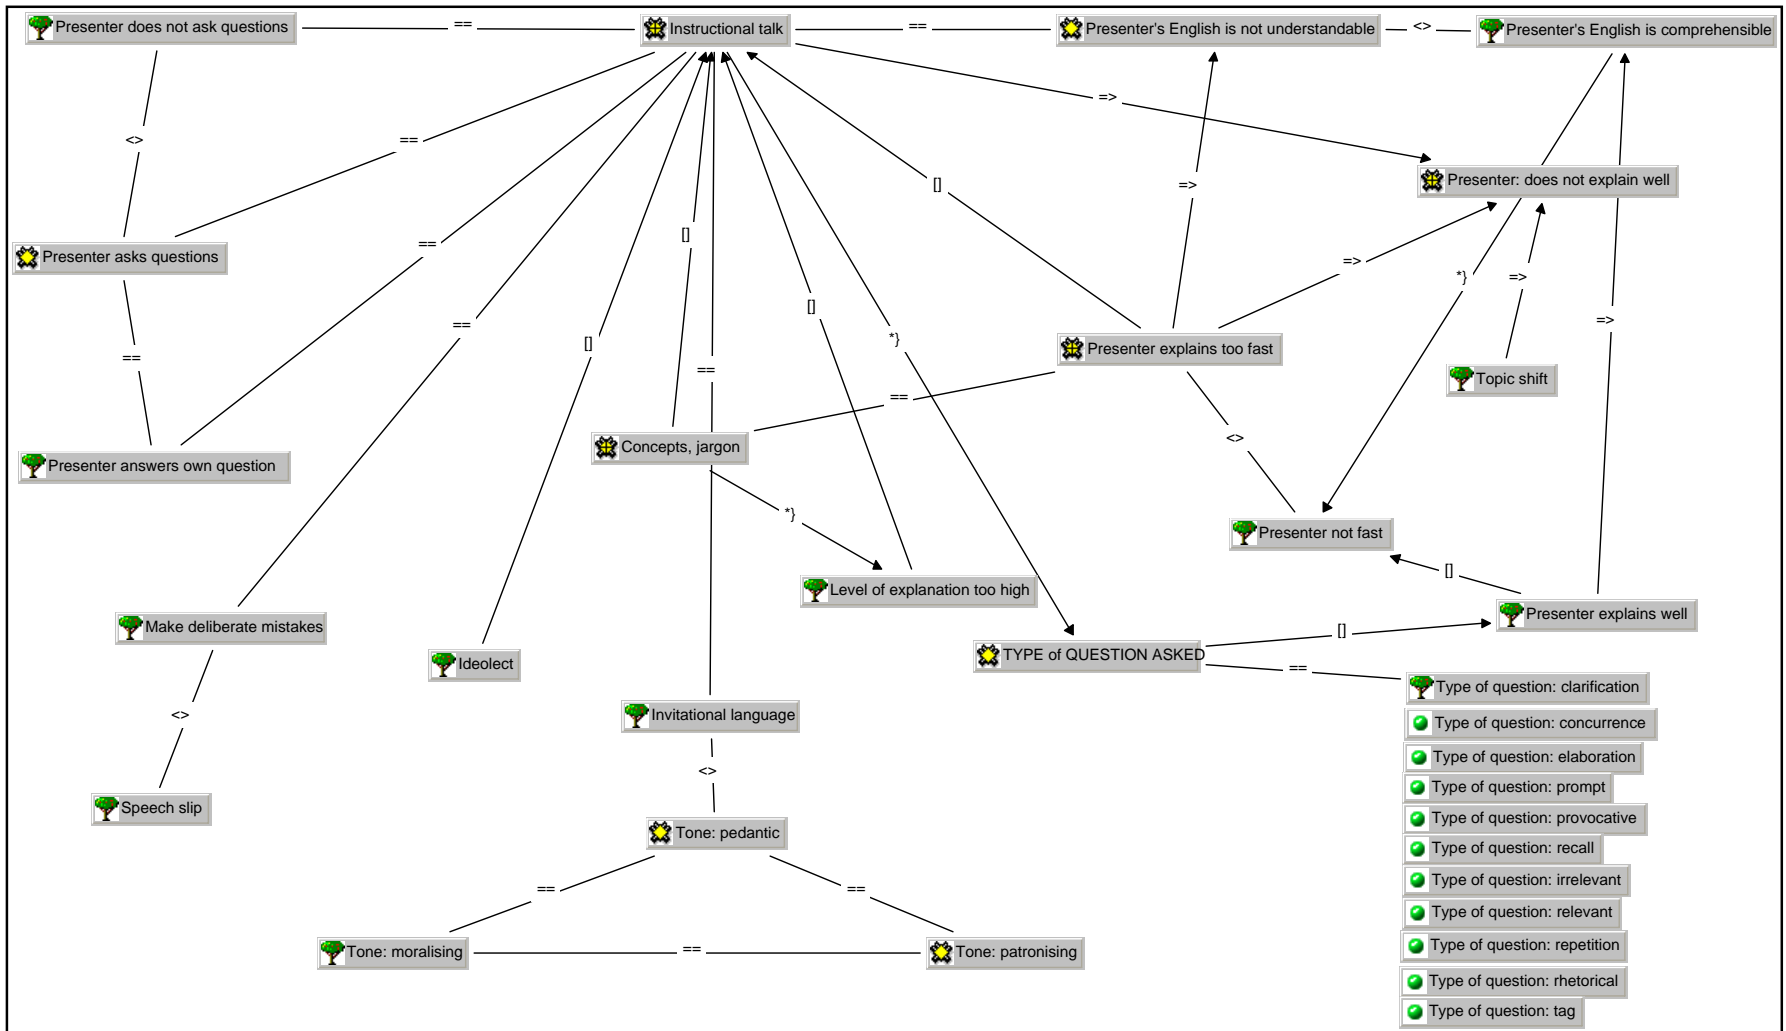 Presenter does not ask questions
==
Instructional talk
==
Presenter's English is not understandable
<>
Presenter's English is comprehensible
=>
<>
==
Presenter: does not explain well
[]
=>
[]
==
==
Presenter asks questions
=>
*}
=>
[]
==
[]
*}
==
=>
Presenter explains too fast
==
==
Topic shift
==
<>
Concepts, jargon
Presenter answers own question
*}
Presenter not fast
[]
Level of explanation too high
Presenter explains well
Make deliberate mistakes
[]
TYPE of QUESTION ASKED
Ideolect
==
Type of question: clarification
<>
Invitational language
Type of question: concurrence
Type of question: elaboration
<>
Type of question: prompt
Speech slip
Type of question: provocative
Tone: pedantic
Type of question: recall
Type of question: irrelevant
==
==
Type of question: relevant
Type of question: repetition
Tone: moralising
==
Tone: patronising
Type of question: rhetorical
Type of question: tag